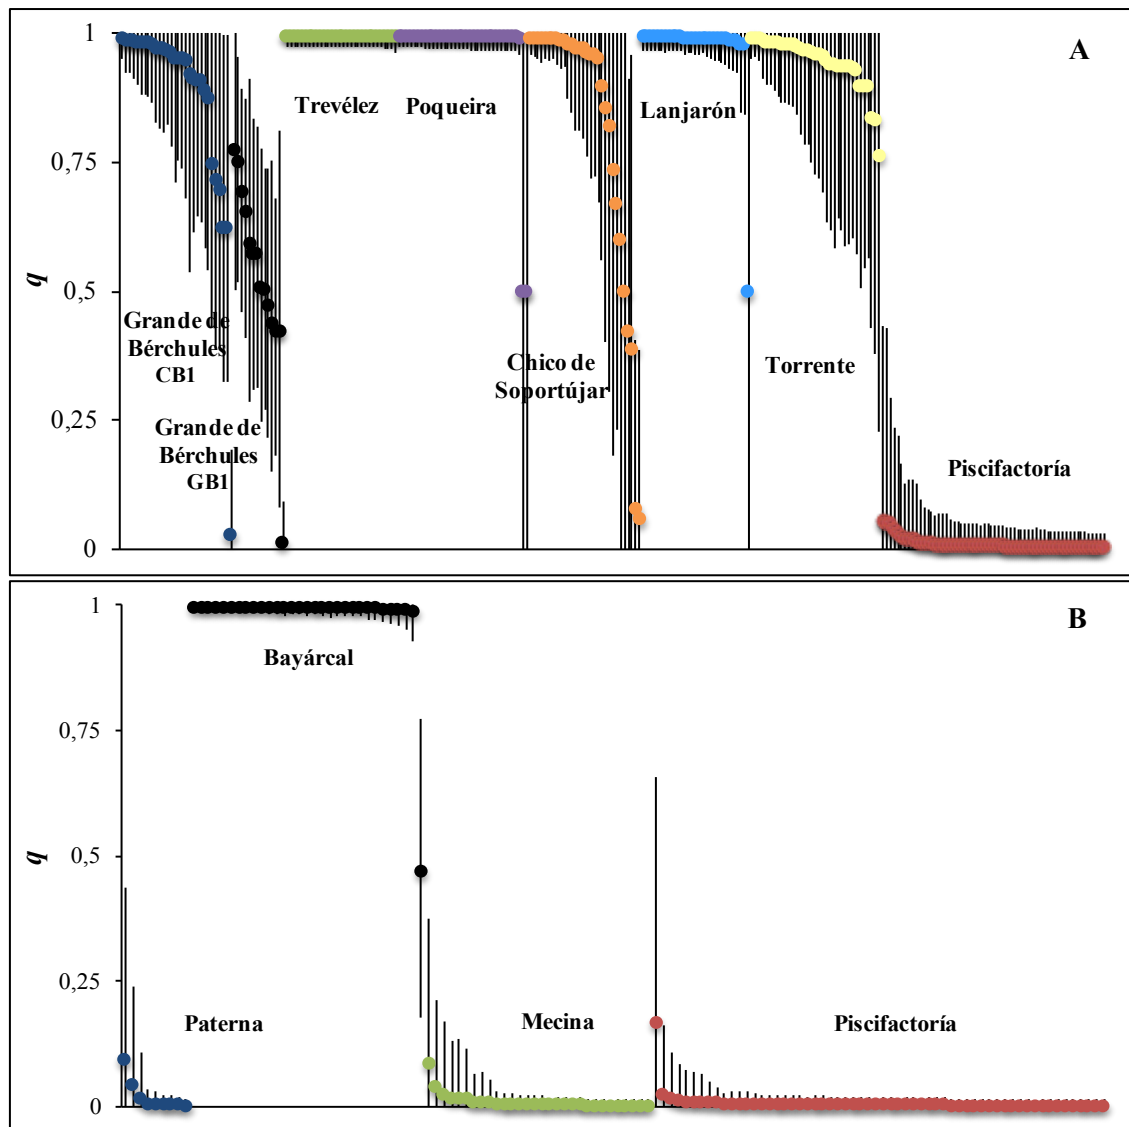 1
A
Trevélez
Poqueira
Lanjarón
0,75
q
0,5
Grande de
Bérchules
CB1
Chico de
Soportújar
Torrente
0,25
Grande de
Bérchules
GB1
Piscifactoría
0
1
B
Bayárcal
0,75
q
0,5
0,25
Paterna
Mecina
Piscifactoría
0